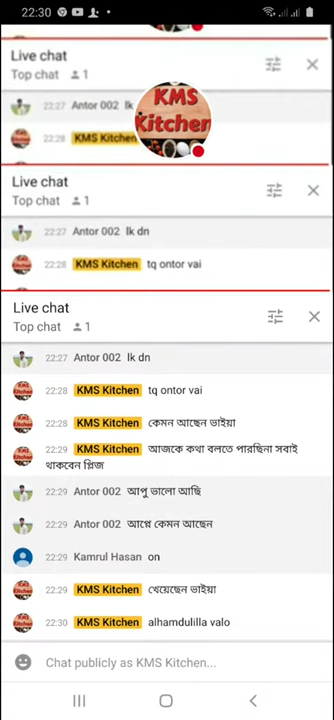 22:30
Live chat
Top chat 1
22:27 Antor 002 lk
22:28 KMS Kitchen
KMS
Kitchen
Live chat
Top chat 1
22:27 Antor 002 lk dn
22:28 KMS Kitchen tq ontor vai
Live chat
Top chat 1
22:27 Antor 002 lk dn
22:28 KMS Kitchen tq ontor vai
22:28 KMS Kitchen কেমন আছেন ভাইয়া
22:29 KMS Kitchen আজকে কথা বলতে পারছিনা সবাই
থাকবেন প্লিজ
22:29 Antor 002 আপু ভালো আছি
22:29 Antor 002 আপ্নে কেমন আছেন
22:29 Kamrul Hasan on
22:29 KMS Kitchen খেয়েছেন ভাইয়া
22:30 KMS Kitchen alhamdulilla valo
Chat publicly as KMS Kitchen...